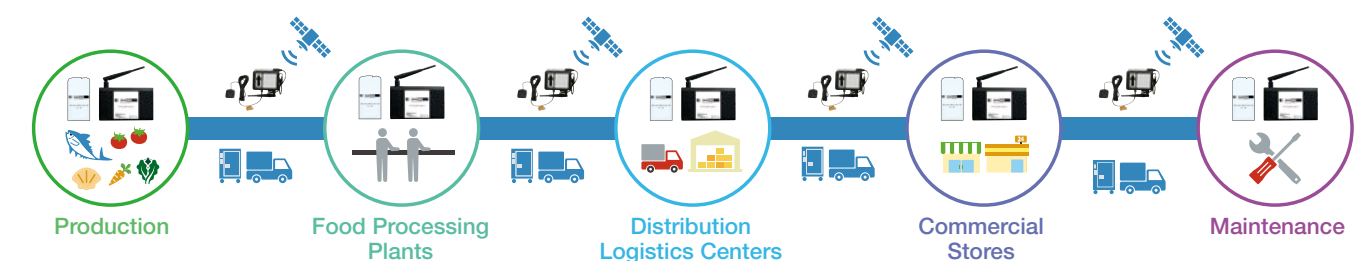 Production
Food Processing
Plants
Distribution
Logistics Centers
Commercial
Stores
Maintenance